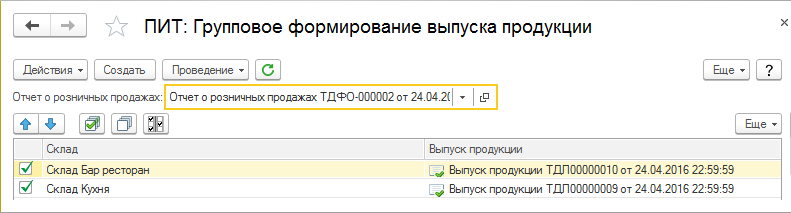 ПИТ: Групповое формирование выпуска продукции
Действия Создать Проведение Еще ?
Отчет о розничных продажах: Отчет о розничных продажах ТДФО-000002 от 24.04.20
Еще
Склад Выпуск продукции
Склад Бар ресторан Выпуск продукции ТДЛ00000010 от 24.04.2016 22:59:59
Склад Кухня Выпуск продукции ТДЛ00000009 от 24.04.2016 22:59:59